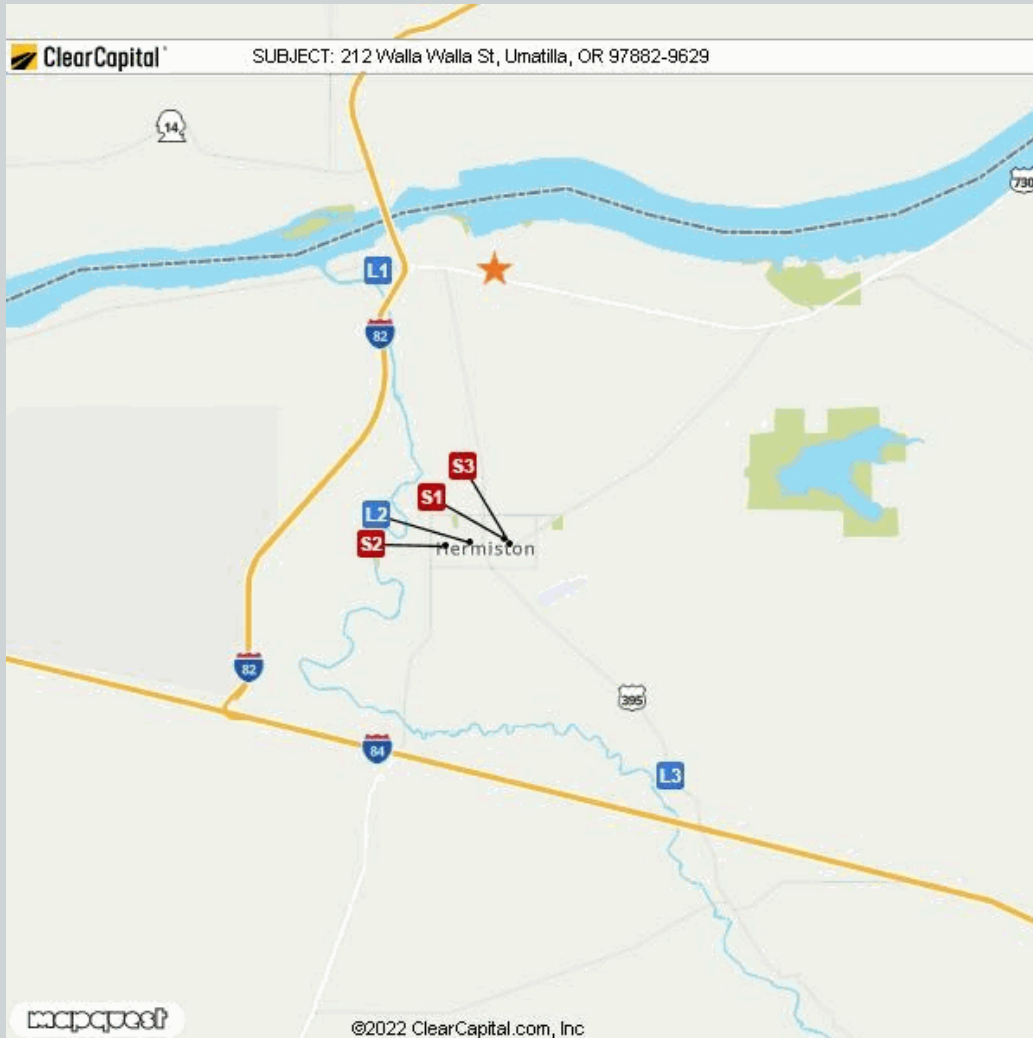 ClearCapital
SUBJECT: 212 Walla Walla St, Umatilla, OR 97882-9629
14
730
L1
82
S3
S1
L2
S2
Hermiston
82
395
84
L3
mapquest
©2022 ClearCapital.com, Inc